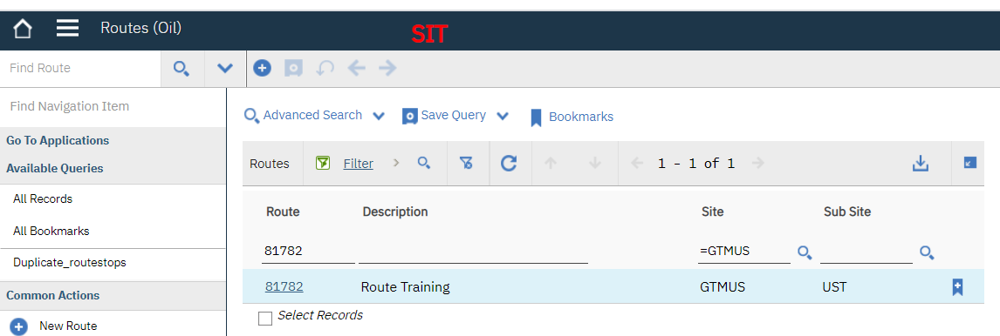 Routes (Oil)
SIT
Find Route
Find Navigation Item
Go To Applications
Available Queries
All Records
All Bookmarks
Duplicate_routestops
Common Actions
New Route
Advanced Search Save Query Bookmarks
Routes Filter 1 - 1 of 1
Route Description Site Sub Site
81782 =GTMUS
81782 Route Training GTMUS UST
Select Records